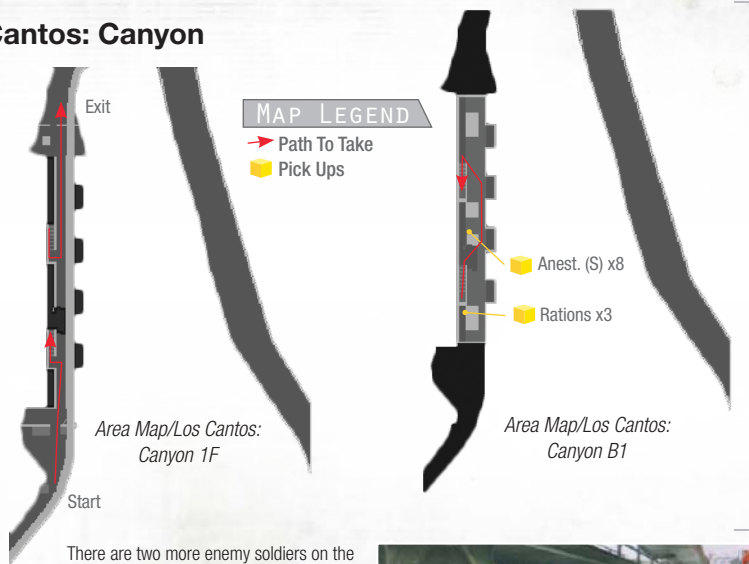 Cantos: Canyon
Exit
MAP LEGEND
Path To Take
Pick Ups
Anest. (S) x8
Rations x3
Area Map/Los Cantos:
Canyon 1F
Area Map/Los Cantos:
Canyon B1
Start
There are two more enemy soldiers on the